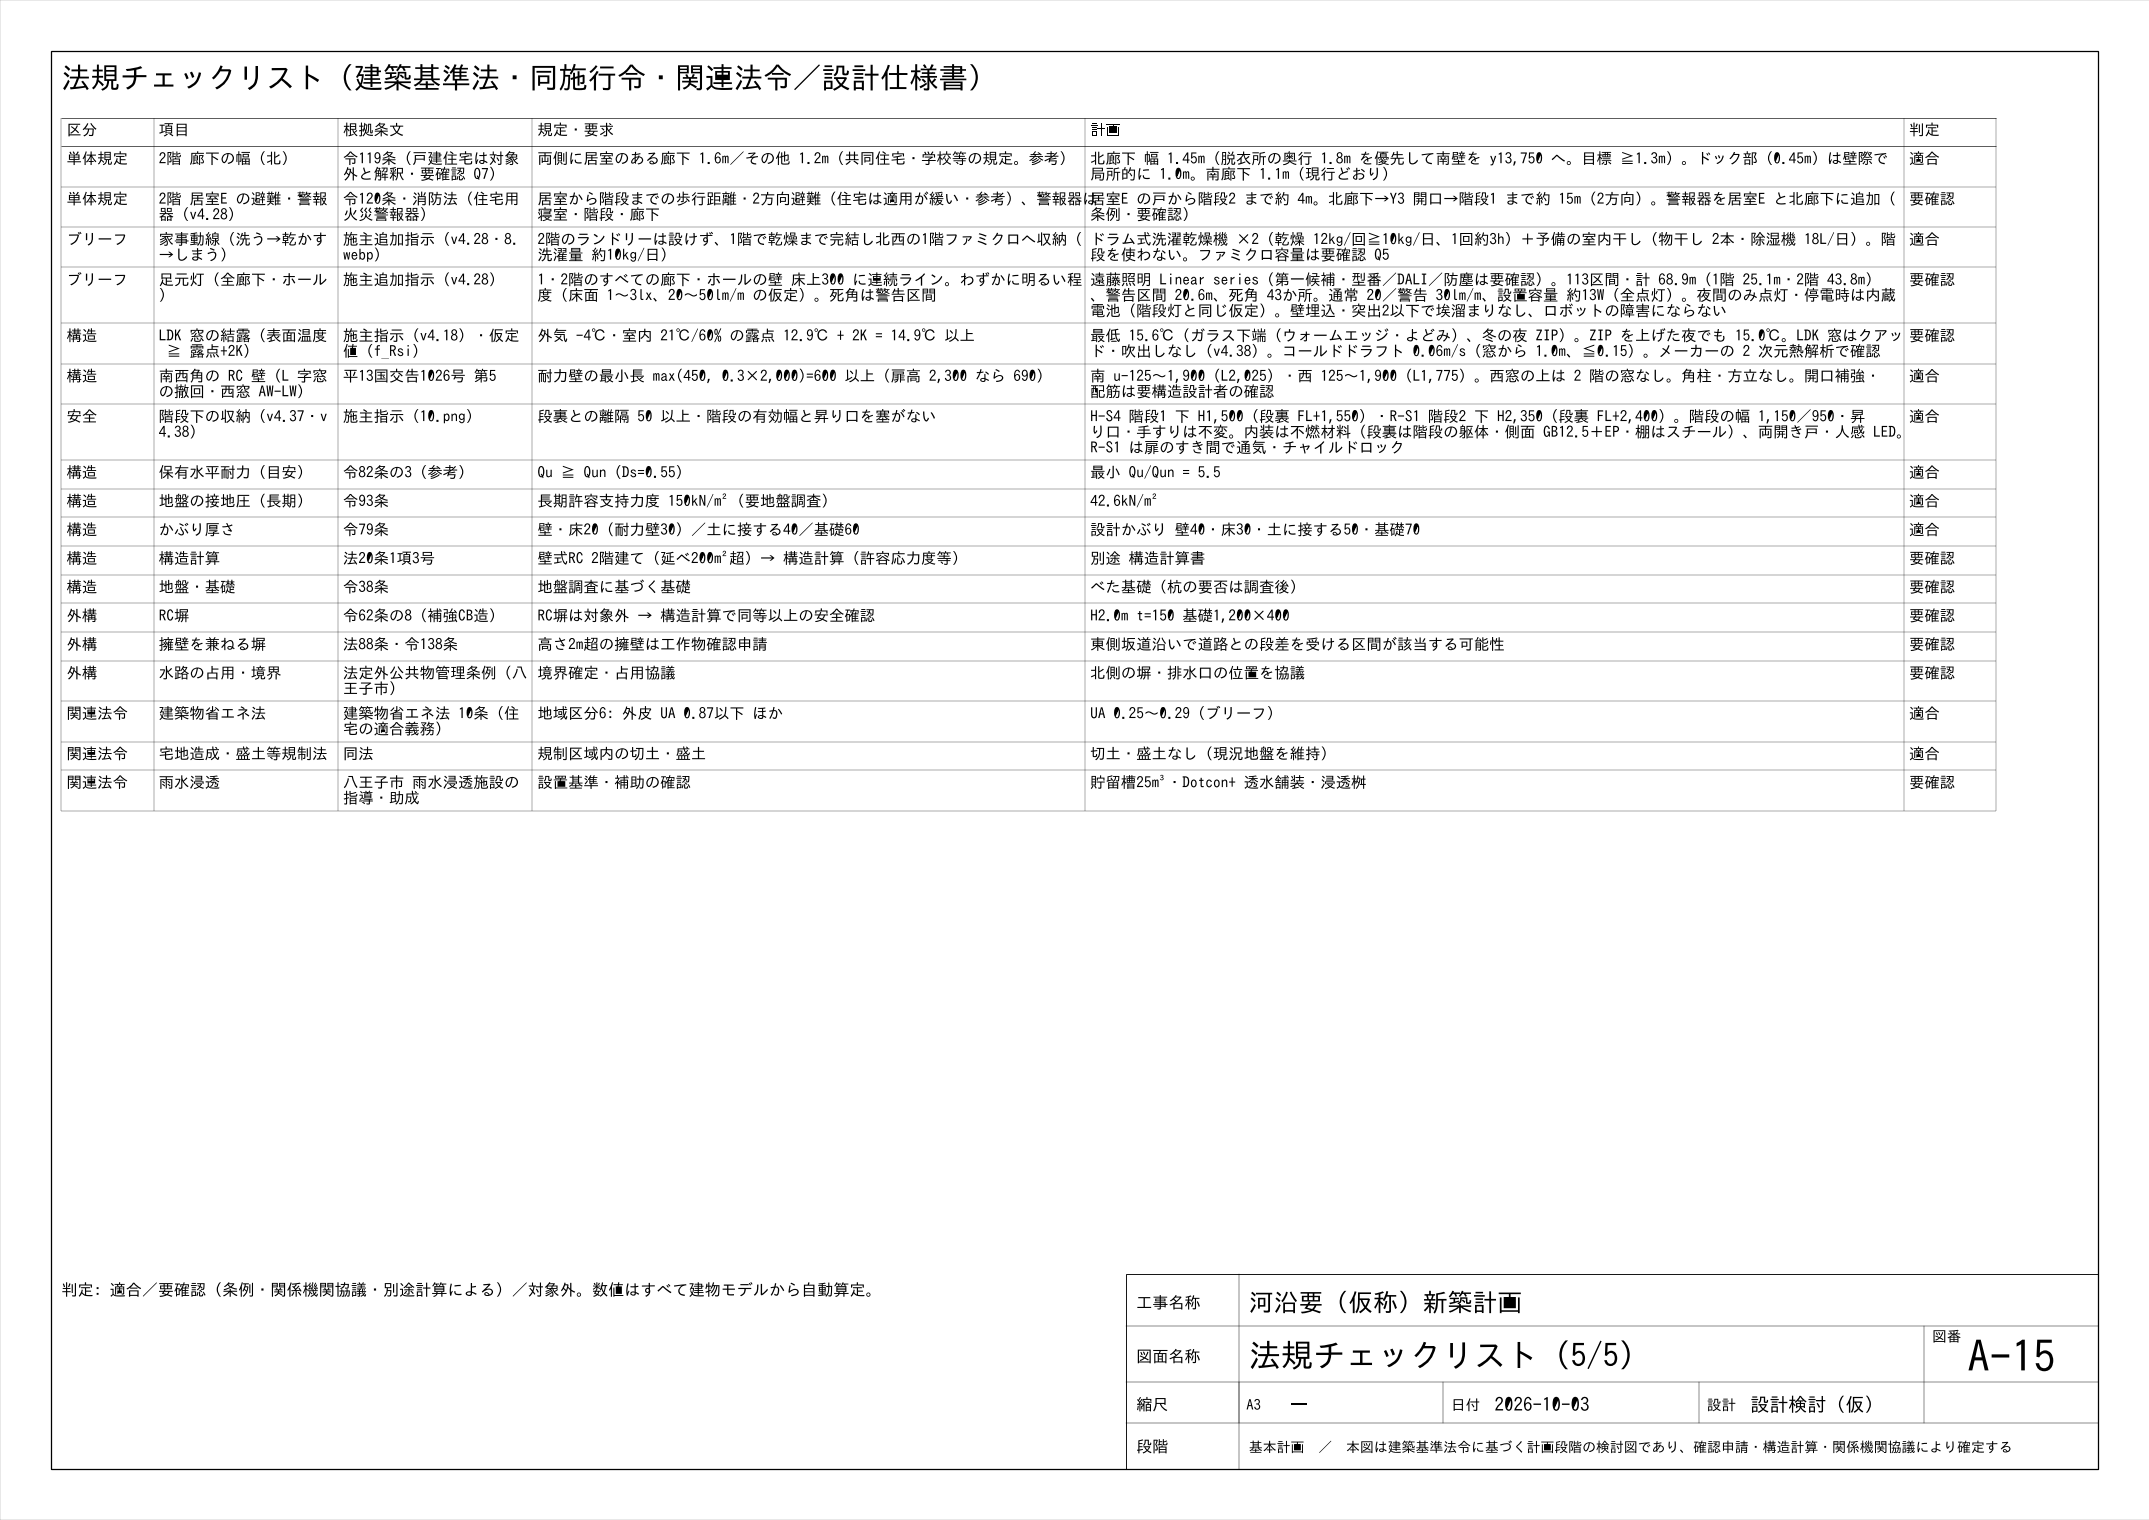 法規チェックリスト（建築基準法・同施行令・関連法令／設計仕様書）
区分 項目 根拠条文 規定・要求 計画 判定
単体規定 2階 廊下の幅（北） 令119条（戸建住宅は対象外と解釈・要確認 Q7） 両側に居室のある廊下 1.6m／その他 1.2m（共同住宅・学校等の規定。参考） 北廊下 幅 1.45m（脱衣所の奥行 1.8m を優先して南壁を y13,750 へ。目標 ≧1.3m）。ドック部（0.45m）は壁際で局所的に 1.0m。南廊下 1.1m（現行どおり） 適合
単体規定 2階 居室E の避難・警報器（v4.28） 令120条・消防法（住宅用火災警報器） 居室から階段までの歩行距離・2方向避難（住宅は適用が緩い・参考）、警報器は寝室・階段・廊下 居室E の戸から階段2 まで約 4m。北廊下→Y3 開口→階段1 まで約 15m（2方向）。警報器を居室E と北廊下に追加（条例・要確認） 要確認
ブリーフ 家事動線（洗う→乾かす→しまう） 施主追加指示（v4.28・8.webp） 2階のランドリーは設けず、1階で乾燥まで完結し北西の1階ファミクロへ収納（洗濯量 約10kg/日） ドラム式洗濯乾燥機 ×2（乾燥 12kg/回≧10kg/日、1回約3h）＋予備の室内干し（物干し 2本・除湿機 18L/日）。階段を使わない。ファミクロ容量は要確認 Q5 適合
ブリーフ 足元灯（全廊下・ホール） 施主追加指示（v4.28） 1・2階のすべての廊下・ホールの壁 床上300 に連続ライン。わずかに明るい程度（床面 1〜3lx、20〜50lm/m の仮定）。死角は警告区間 遠藤照明 Linear series（第一候補・型番／DALI／防塵は要確認）。113区間・計 68.9m（1階 25.1m・2階 43.8m）、警告区間 20.6m、死角 43か所。通常 20／警告 30lm/m、設置容量 約13W（全点灯）。夜間のみ点灯・停電時は内蔵電池（階段灯と同じ仮定）。壁埋込・突出2以下で埃溜まりなし、ロボットの障害にならない 要確認
構造 LDK 窓の結露（表面温度 ≧ 露点+2K） 施主指示（v4.18）・仮定値（f_Rsi） 外気 -4℃・室内 21℃/60% の露点 12.9℃ + 2K = 14.9℃ 以上 最低 15.6℃（ガラス下端（ウォームエッジ・よどみ）、冬の夜 ZIP）。ZIP を上げた夜でも 15.0℃。LDK 窓はクアッド・吹出しなし（v4.38）。コールドドラフト 0.06m/s（窓から 1.0m、≦0.15）。メーカーの 2 次元熱解析で確認 要確認
構造 南西角の RC 壁（L 字窓の撤回・西窓 AW-LW） 平13国交告1026号 第5 耐力壁の最小長 max(450, 0.3×2,000)=600 以上（扉高 2,300 なら 690） 南 u-125〜1,900（L2,025）・西 125〜1,900（L1,775）。西窓の上は 2 階の窓なし。角柱・方立なし。開口補強・配筋は要構造設計者の確認 適合
安全 階段下の収納（v4.37・v4.38） 施主指示（10.png） 段裏との離隔 50 以上・階段の有効幅と昇り口を塞がない H-S4 階段1 下 H1,500（段裏 FL+1,550）・R-S1 階段2 下 H2,350（段裏 FL+2,400）。階段の幅 1,150／950・昇り口・手すりは不変。内装は不燃材料（段裏は階段の躯体・側面 GB12.5＋EP・棚はスチール）、両開き戸・人感 LED。R-S1 は扉のすき間で通気・チャイルドロック 適合
構造 保有水平耐力（目安） 令82条の3（参考） Qu ≧ Qun（Ds=0.55） 最小 Qu/Qun = 5.5 適合
構造 地盤の接地圧（長期） 令93条 長期許容支持力度 150kN/m²（要地盤調査） 42.6kN/m² 適合
構造 かぶり厚さ 令79条 壁・床20（耐力壁30）／土に接する40／基礎60 設計かぶり 壁40・床30・土に接する50・基礎70 適合
構造 構造計算 法20条1項3号 壁式RC 2階建て（延べ200m²超）→ 構造計算（許容応力度等） 別途 構造計算書 要確認
構造 地盤・基礎 令38条 地盤調査に基づく基礎 べた基礎（杭の要否は調査後） 要確認
外構 RC塀 令62条の8（補強CB造） RC塀は対象外 → 構造計算で同等以上の安全確認 H2.0m t=150 基礎1,200×400 要確認
外構 擁壁を兼ねる塀 法88条・令138条 高さ2m超の擁壁は工作物確認申請 東側坂道沿いで道路との段差を受ける区間が該当する可能性 要確認
外構 水路の占用・境界 法定外公共物管理条例（八王子市） 境界確定・占用協議 北側の塀・排水口の位置を協議 要確認
関連法令 建築物省エネ法 建築物省エネ法 10条（住宅の適合義務） 地域区分6: 外皮 UA 0.87以下 ほか UA 0.25〜0.29（ブリーフ） 適合
関連法令 宅地造成・盛土等規制法 同法 規制区域内の切土・盛土 切土・盛土なし（現況地盤を維持） 適合
関連法令 雨水浸透 八王子市 雨水浸透施設の指導・助成 設置基準・補助の確認 貯留槽25m³・Dotcon+ 透水舗装・浸透桝 要確認
判定: 適合／要確認（条例・関係機関協議・別途計算による）／対象外。数値はすべて建物モデルから自動算定。
工事名称 河沿要（仮称）新築計画
図面名称 法規チェックリスト（5/5） 図番 A-15
縮尺 A3 — 日付 2026-10-03 設計 設計検討（仮）
段階 基本計画 ／ 本図は建築基準法令に基づく計画段階の検討図であり、確認申請・構造計算・関係機関協議により確定する